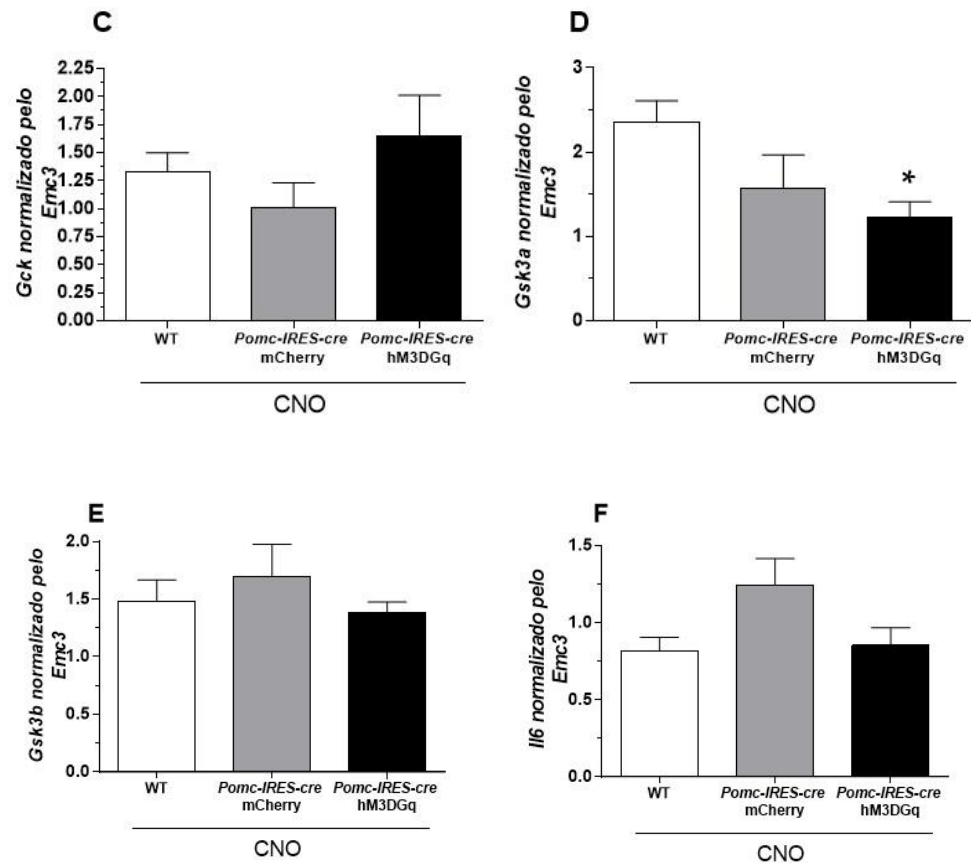 C
Gck normalizado pelo
Emc3
2.25
2.00
1.75
1.50
1.25
1.00
0.75
0.50
0.25
0.00
WT
Pomc-IRES-cre
mCherry
Pomc-IRES-cre
hM3DGq
CNO
D
Gsk3a normalizado pelo
Emc3
3
2
1
0
*
WT
Pomc-IRES-cre
mCherry
Pomc-IRES-cre
hM3DGq
CNO
E
Gsk3b normalizado pelo
Emc3
2.0
1.5
1.0
0.5
0.0
WT
Pomc-IRES-cre
mCherry
Pomc-IRES-cre
hM3DGq
CNO
F
Il6 normalizado pelo
Emc3
1.5
1.0
0.5
0.0
WT
Pomc-IRES-cre
mCherry
Pomc-IRES-cre
hM3DGq
CNO